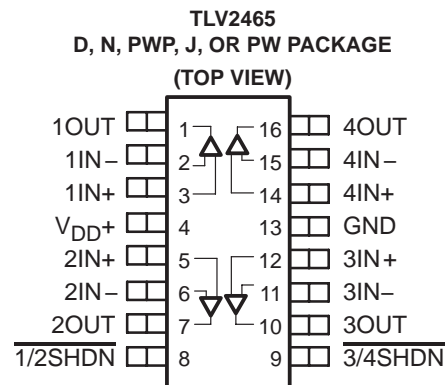 TLV2465
D, N, PWP, J, OR PW PACKAGE
(TOP VIEW)
1OUT 1 16 4OUT
1IN− 2 15 4IN−
1IN+ 3 14 4IN+
VDD+ 4 13 GND
2IN+ 5 12 3IN+
2IN− 6 11 3IN−
2OUT 7 10 3OUT
1/2SHDN 8 9 3/4SHDN